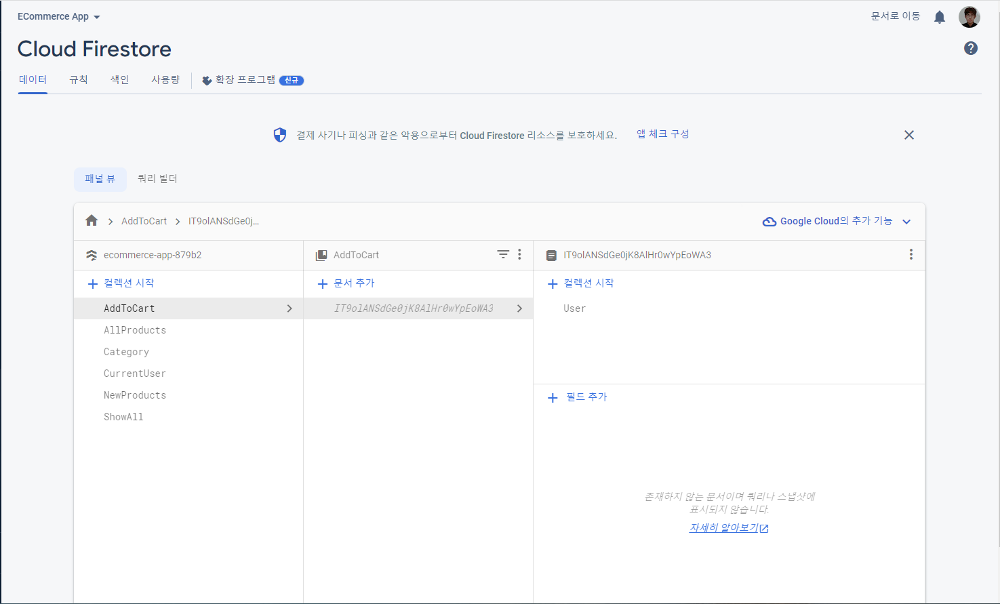 ECommerce App
문서로 이동
Cloud Firestore
데이터
규칙
색인
사용량
확장 프로그램 신규
결제 사기나 피싱과 같은 악용으로부터 Cloud Firestore 리소스를 보호하세요.
앱 체크 구성
패널 뷰
쿼리 빌더
AddToCart
IT9olANSdGe0j...
Google Cloud의 추가 기능
ecommerce-app-879b2
AddToCart
IT9olANSdGe0jK8AlHr0wYpEoWA3
컬렉션 시작
문서 추가
컬렉션 시작
AddToCart
IT9olANSdGe0jK8AlHr0wYpEoWA3
User
AllProducts
Category
CurrentUser
NewProducts
ShowAll
필드 추가
존재하지 않는 문서이며 쿼리나 스냅샷에
표시되지 않습니다.
자세히 알아보기